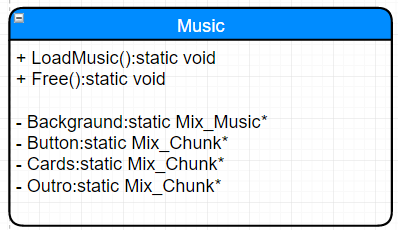 Music
+ LoadMusic():static void
+ Free():static void
- Backgraund:static Mix_Music*
- Button:static Mix_Chunk*
- Cards:static Mix_Chunk*
- Outro:static Mix_Chunk*